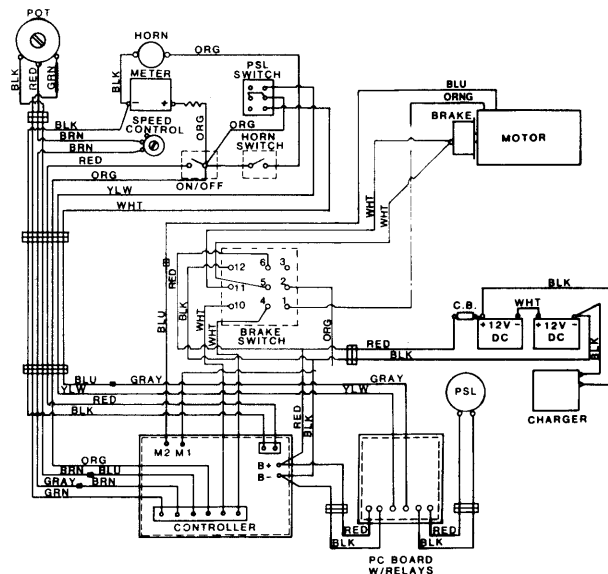 POT
HORN
ORG
BLK
RED
GRN
BLK
METER
- +
PSL
SWITCH
BLU
ORNG
BRAKE
MOTOR
BLK
SPEED
CONTROL
BRN
BRN
ORG
ORG
HORN
SWITCH
RED
ORG
ON/OFF
YLW
WHT
WHT
WHT
12 6 3
11 5 2
10 4 1
BLU
RED
BLK
WHT
WHT
BRAKE
SWITCH
ORG
RED
BLK
C.B.
WHT
BLK
+ 12V -
DC
+ 12V -
DC
BLK
CHARGER
BLU GRAY
YLW
RED
BLK
GRAY
YLW
PSL
RED
BLK
M2 M1
B+
B-
ORG
BRN BLU
GRAY BRN
GRN
CONTROLLER
RED
BLK
RED
BLK
PC BOARD
W/RELAYS